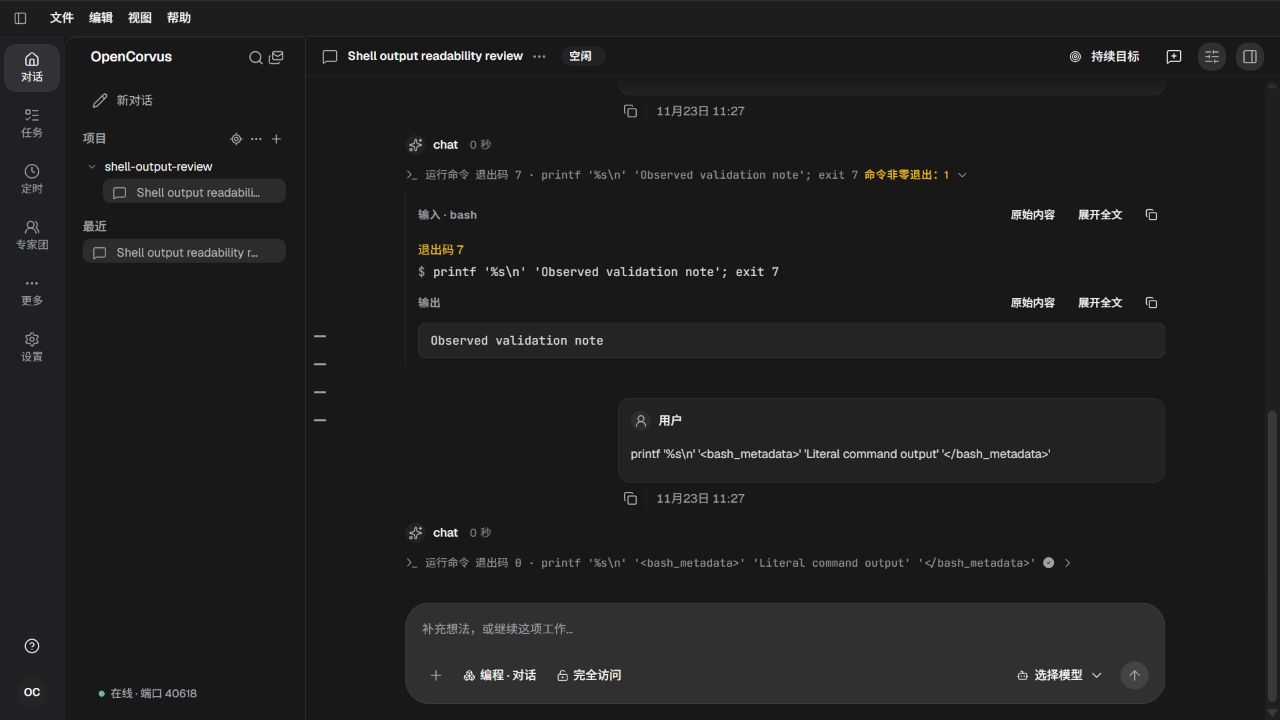 文件 编辑 视图 帮助
对话
任务
定时
专家团
更多
设置
OC
OpenCorvus
新对话
项目
shell-output-review
Shell output readabili...
最近
Shell output readability r...
在线 · 端口 40618
Shell output readability review ··· 空闲
持续目标
11月23日 11:27
chat 0 秒
>_ 运行命令 退出码 7 · printf '%s\n' 'Observed validation note'; exit 7 命令非零退出：1
输入 · bash 原始内容 展开全文
退出码 7
$ printf '%s\n' 'Observed validation note'; exit 7
输出 原始内容 展开全文
Observed validation note
用户
printf '%s\n' '<bash_metadata>' 'Literal command output' '</bash_metadata>'
11月23日 11:27
chat 0 秒
>_ 运行命令 退出码 0 · printf '%s\n' '<bash_metadata>' 'Literal command output' '</bash_metadata>'
补充想法，或继续这项工作...
编程 · 对话 完全访问 选择模型